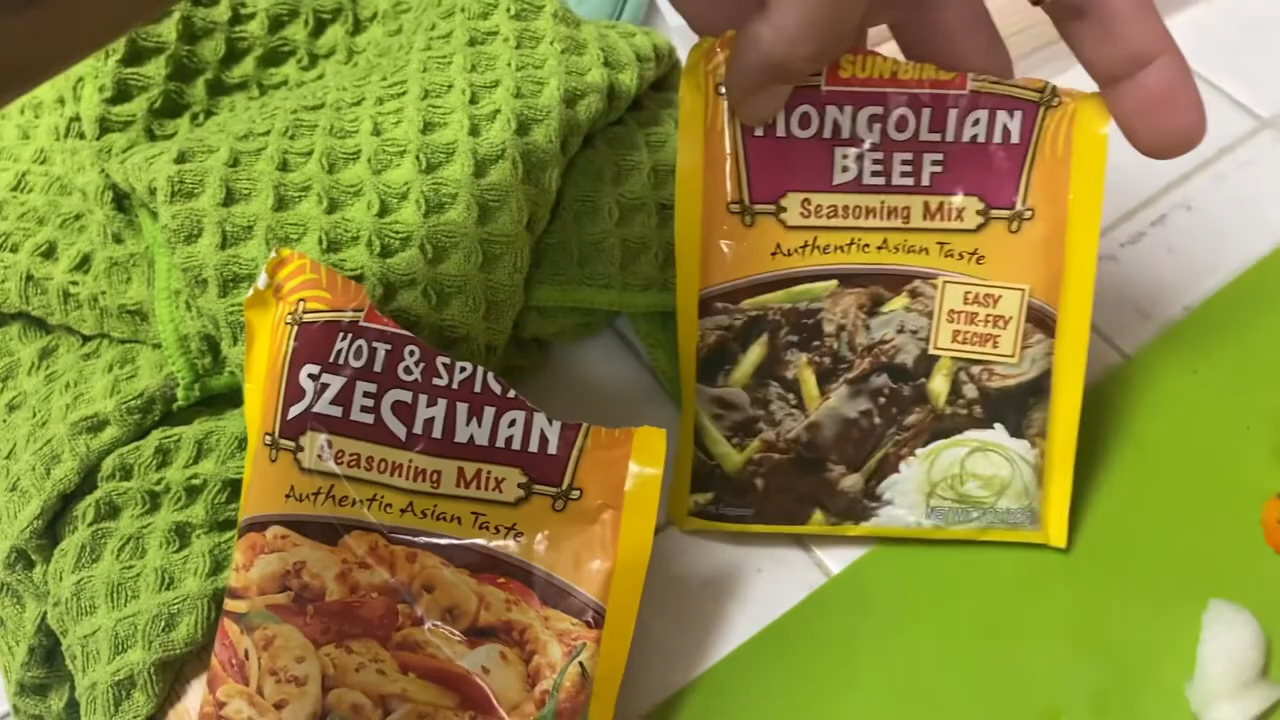 HOT & SPICY
SZECHWAN
Seasoning Mix
Authentic Asian Taste
SUN-BIRD
MONGOLIAN
BEEF
Seasoning Mix
Authentic Asian Taste
EASY
STIR-FRY
RECIPE